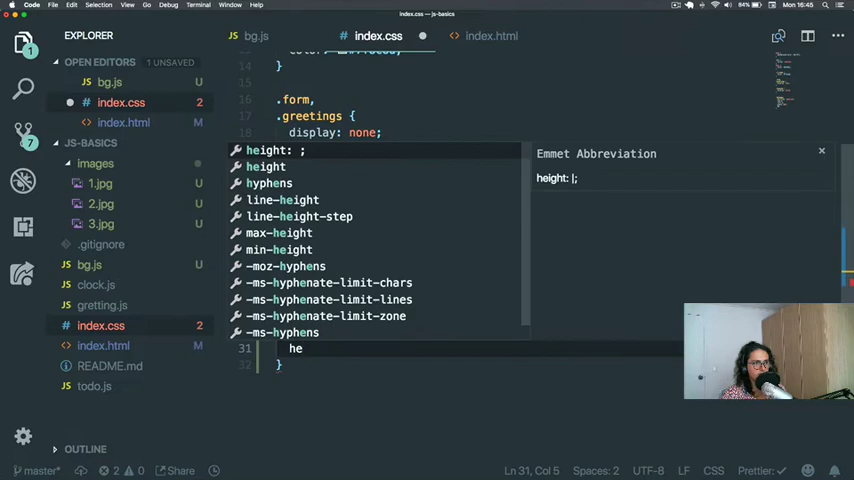 Code File Edit Selection View Go Debug Terminal Window Help
84% Mon 16:45
index.css — js-basics
EXPLORER
JS bg.js
# index.css
<> index.html
1
OPEN EDITORS 1 UNSAVED
JS bg.js U
# index.css 2
<> index.html M
JS-BASICS
images
1.jpg U
2.jpg U
3.jpg U
.gitignore
JS bg.js U
JS clock.js U
JS gretting.js U
# index.css 2
<> index.html M
README.md U
JS todo.js U
7
14 }
15
16 .form,
17 .greetings {
18 display: none;
height: ;
height
hyphens
line-height
line-height-step
max-height
min-height
-moz-hyphens
-ms-hyphenate-limit-chars
-ms-hyphenate-limit-lines
-ms-hyphenate-limit-zone
-ms-hyphens
Emmet Abbreviation
height: |;
31 he
32 }
OUTLINE
master* 2 0 Share
Ln 31, Col 5 Spaces: 2 UTF-8 LF CSS Prettier: ✓